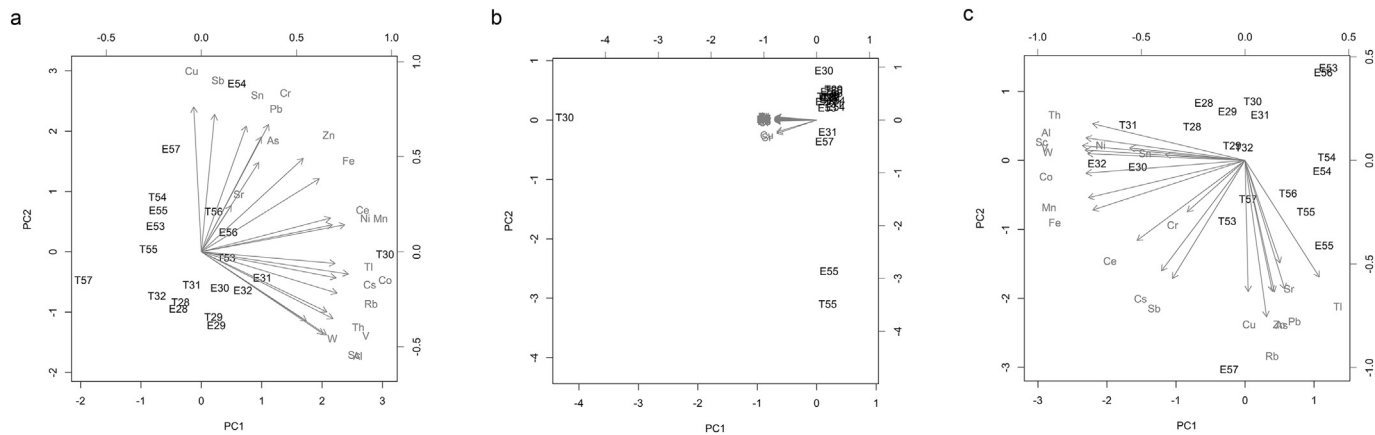 a
-0.5 0.0 0.5 1.0
PC2
3
2
1
0
-1
-2
1.0
0.5
0.0
-0.5
Cu
Sb
E54
Sn
Cr
Pb
As
Zn
E57
Fe
Sr
T54
E55
T56
Ce
Ni
Mn
E53
E56
T55
T53
T30
Tl
T57
T31
E30
E31
E32
Cs
Co
T32
T28
E28
Rb
T29
E29
Th
W
V
Al
-2 -1 0 1 2 3
PC1
b
-4 -3 -2 -1 0 1
PC2
1
0
-1
-2
-3
-4
2
1
0
-1
-2
-3
-4
T30
E30
E31
E57
E55
T55
-4 -3 -2 -1 0 1
PC1
c
-1.0 -0.5 0.0 0.5
PC2
1
0
-1
-2
-3
0.5
0.0
-0.5
-1.0
E53
E56
Th
T31
E28
E29
T30
E31
T28
Al
Sc
W
Ni
Sn
T29
T32
T54
E54
E32
E30
Co
Mn
Fe
T56
T55
T53
Cr
E55
Ce
Cs
Sb
Sr
Tl
Cu
Zn
As
Pb
Rb
E57
-3 -2 -1 0 1
PC1